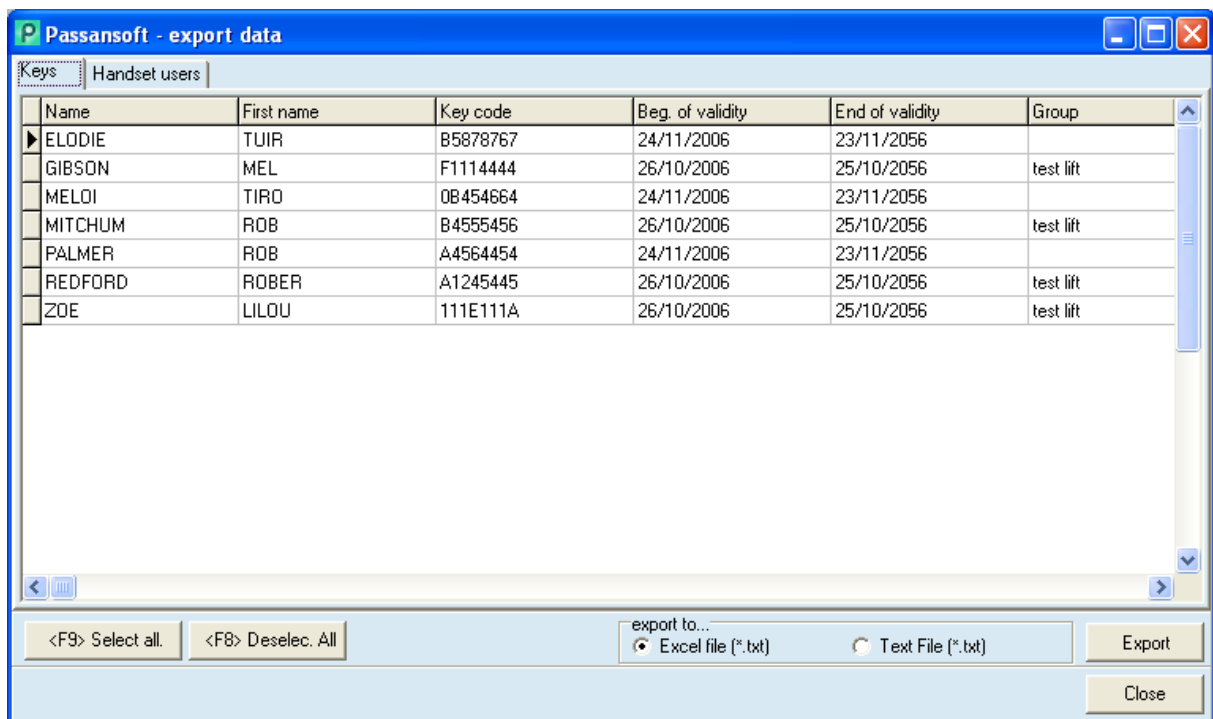 Passansoft - export data
Keys Handset users
Name First name Key code Beg. of validity End of validity Group
ELODIE TUIR B5878767 24/11/2006 23/11/2056
GIBSON MEL F1114444 26/10/2006 25/10/2056 test lift
MELOI TIRO 0B454664 24/11/2006 23/11/2056
MITCHUM ROB B4555456 26/10/2006 25/10/2056 test lift
PALMER ROB A4564454 24/11/2006 23/11/2056
REDFORD ROBER A1245445 26/10/2006 25/10/2056 test lift
ZOE LILOU 111E111A 26/10/2006 25/10/2056 test lift
export to...
<F9> Select all. <F8> Deselec. All Excel file (*.txt) Text File (*.txt) Export
Close